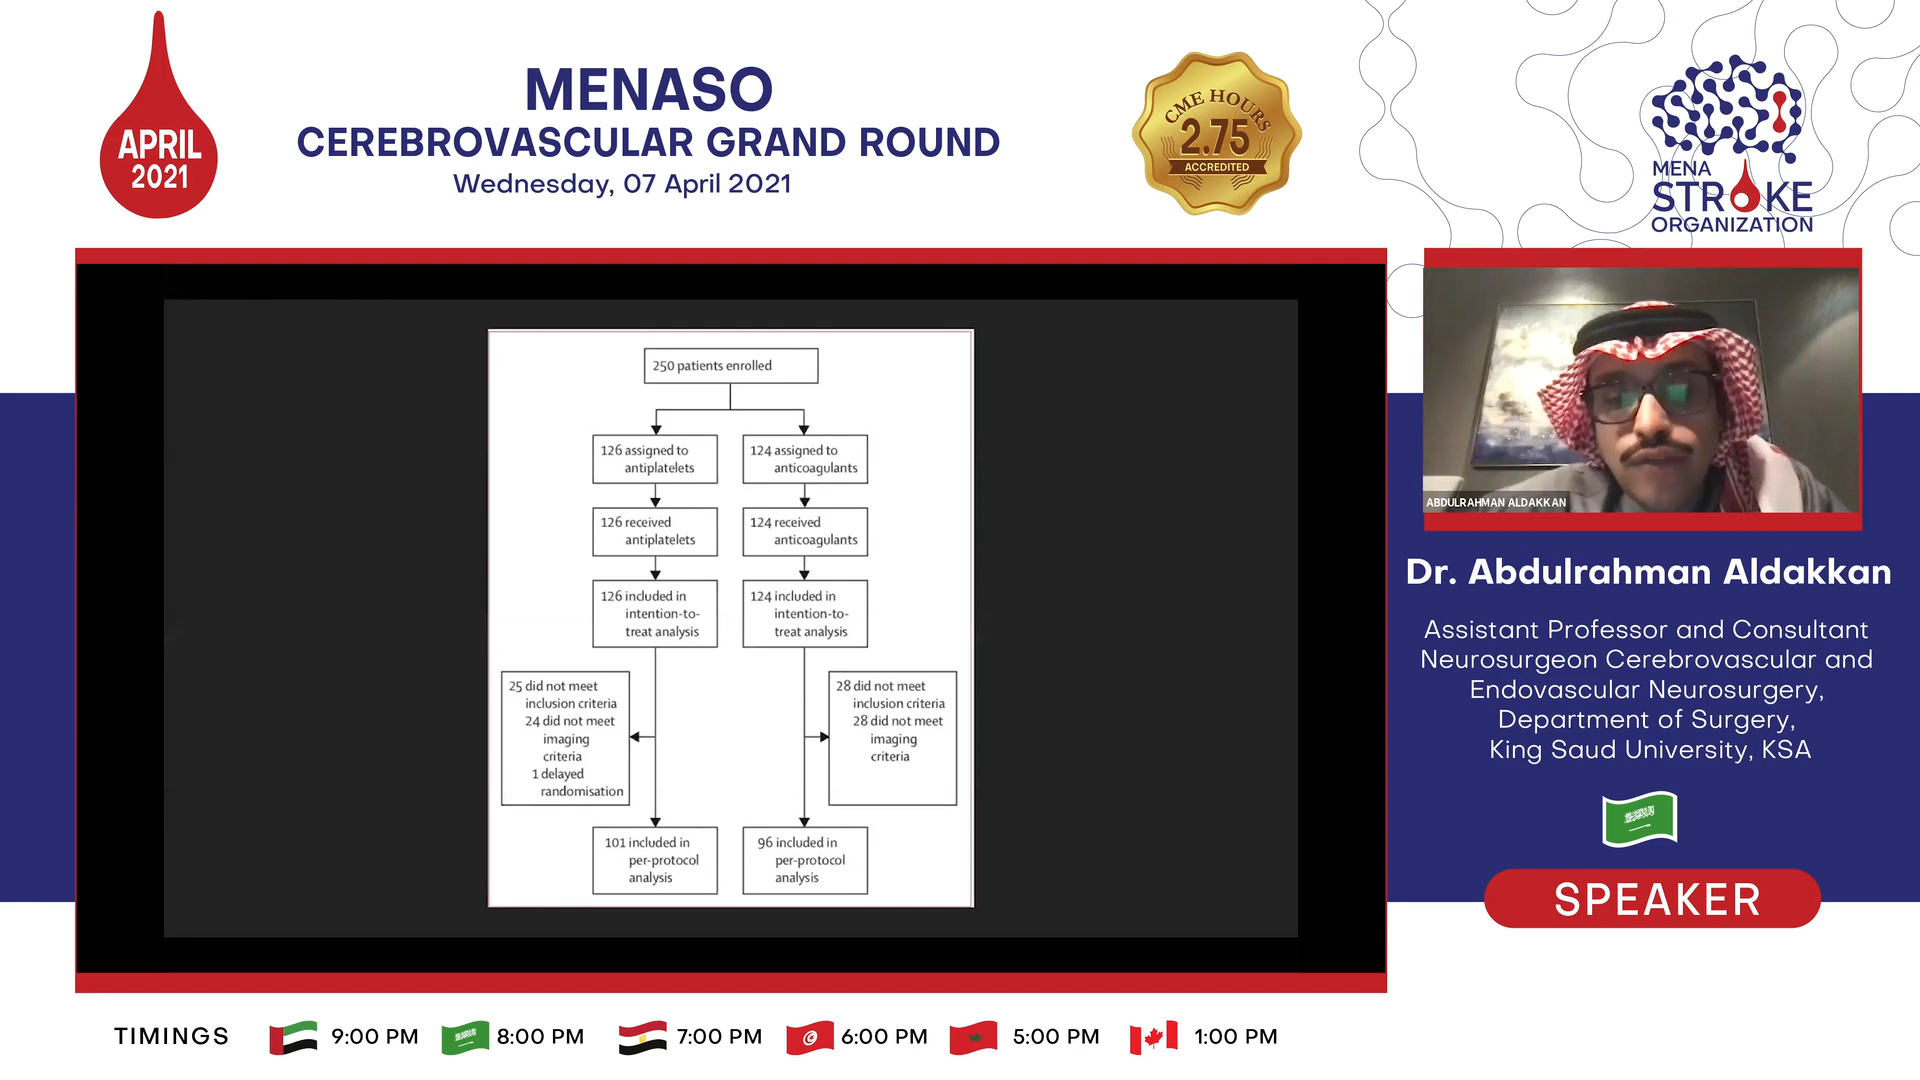 APRIL
2021
MENASO
CEREBROVASCULAR GRAND ROUND
Wednesday, 07 April 2021
CME HOURS
2.75
ACCREDITED
MENA
STROKE
ORGANIZATION
250 patients enrolled
126 assigned to
antiplatelets
124 assigned to
anticoagulants
126 received
antiplatelets
124 received
anticoagulants
126 included in
intention-to-
treat analysis
124 included in
intention-to-
treat analysis
25 did not meet
inclusion criteria
24 did not meet
imaging
criteria
1 delayed
randomisation
28 did not meet
inclusion criteria
28 did not meet
imaging
criteria
101 included in
per-protocol
analysis
96 included in
per-protocol
analysis
ABDULRAHMAN ALDAKKAN
Dr. Abdulrahman Aldakkan
Assistant Professor and Consultant
Neurosurgeon Cerebrovascular and
Endovascular Neurosurgery,
Department of Surgery,
King Saud University, KSA
SPEAKER
TIMINGS 9:00 PM 8:00 PM 7:00 PM 6:00 PM 5:00 PM 1:00 PM